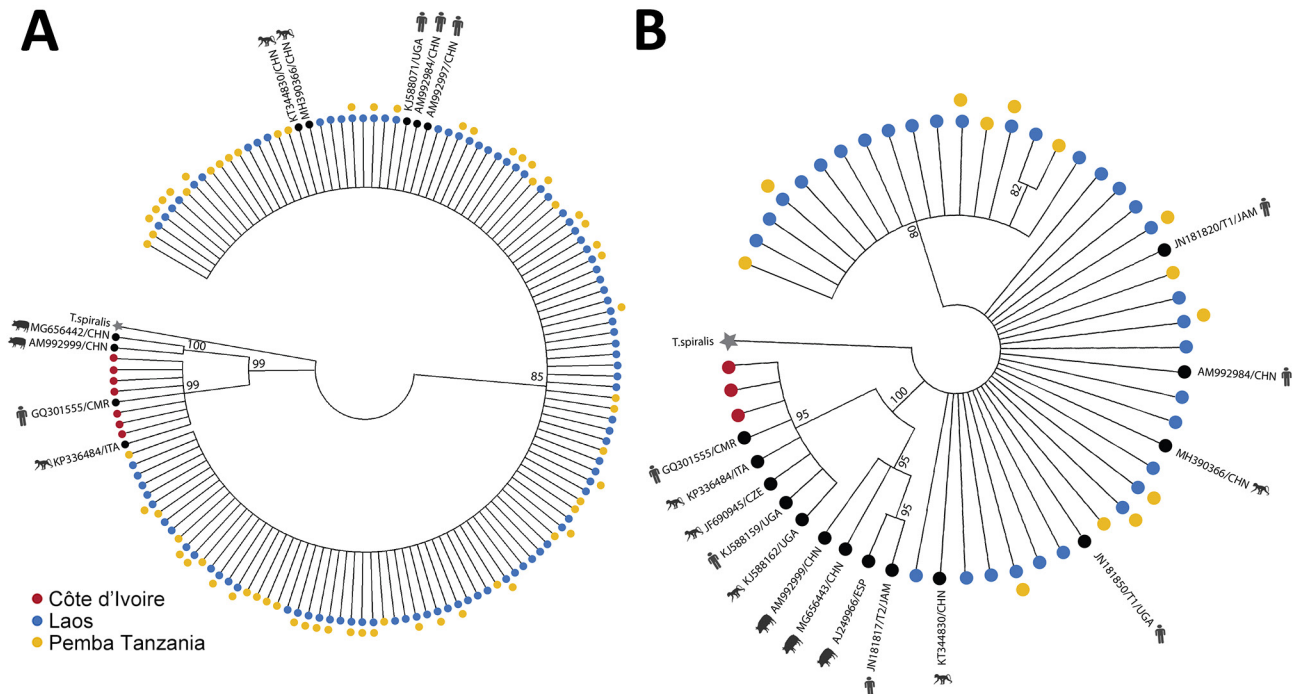 A
KT344830/CHN
MH390366/CHN
KJ588071/UGA
AM992984/CHN
AM992997/CHN
T.spiralis
MG656442/CHN
AM992999/CHN
GQ301555/CMR
KP336484/ITA
100
99
99
85
Côte d'Ivoire
Laos
Pemba Tanzania
B
82
80
JN181820/T1/JAM
T.spiralis
AM992984/CHN
100
95
MH390366/CHN
GQ301555/CMR
KP336484/ITA
JF690945/CZE
KJ588159/UGA
KJ588162/UGA
AM992999/CHN
MG656443/CHN
AJ249966/ESP
JN181817/T2/JAM
KT344830/CHN
JN181850/T1/UGA
95
95